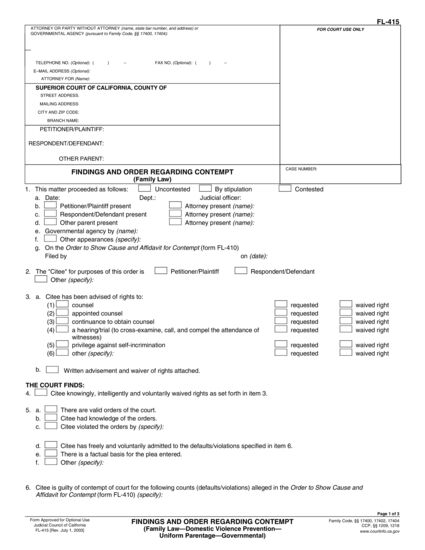 FL-415
ATTORNEY OR PARTY WITHOUT ATTORNEY (name, state bar number, and address) or
GOVERNMENTAL AGENCY (pursuant to Family Code, §§ 17400, 17404):
FOR COURT USE ONLY
TELEPHONE NO. (Optional): ( ) – FAX NO. (Optional): ( ) –
E-MAIL ADDRESS (Optional):
ATTORNEY FOR (Name):
SUPERIOR COURT OF CALIFORNIA, COUNTY OF
STREET ADDRESS:
MAILING ADDRESS:
CITY AND ZIP CODE:
BRANCH NAME:
PETITIONER/PLAINTIFF:
RESPONDENT/DEFENDANT:
OTHER PARENT:
FINDINGS AND ORDER REGARDING CONTEMPT
(Family Law)
CASE NUMBER:
1. This matter proceeded as follows: Uncontested By stipulation Contested
a. Date: Dept.: Judicial officer:
b. Petitioner/Plaintiff present Attorney present (name):
c. Respondent/Defendant present Attorney present (name):
d. Other parent present Attorney present (name):
e. Governmental agency by (name):
f. Other appearances (specify):
g. On the Order to Show Cause and Affidavit for Contempt (form FL-410)
Filed by on (date):
2. The "Citee" for purposes of this order is Petitioner/Plaintiff Respondent/Defendant
Other (specify):
3. a. Citee has been advised of rights to:
(1) counsel requested waived right
(2) appointed counsel requested waived right
(3) continuance to obtain counsel requested waived right
(4) a hearing/trial (to cross-examine, call, and compel the attendance of requested waived right
witnesses)
(5) privilege against self-incrimination requested waived right
(6) other (specify): requested waived right
b. Written advisement and waiver of rights attached.
THE COURT FINDS:
4. Citee knowingly, intelligently and voluntarily waived rights as set forth in item 3.
5. a. There are valid orders of the court.
b. Citee had knowledge of the orders.
c. Citee violated the orders by (specify):
d. Citee has freely and voluntarily admitted to the defaults/violations specified in item 6.
e. There is a factual basis for the plea entered.
f. Other (specify):
6. Citee is guilty of contempt of court for the following counts (defaults/violations) alleged in the Order to Show Cause and
Affidavit for Contempt (form FL-410) (specify):
Page 1 of 3
Form Approved for Optional Use
Judicial Council of California
FL-415 [Rev. July 1, 2003]
FINDINGS AND ORDER REGARDING CONTEMPT
(Family Law—Domestic Violence Prevention—
Uniform Parentage—Governmental)
Family Code, §§ 17400, 17402, 17404
CCP, §§ 1209, 1218
www.courtinfo.ca.gov